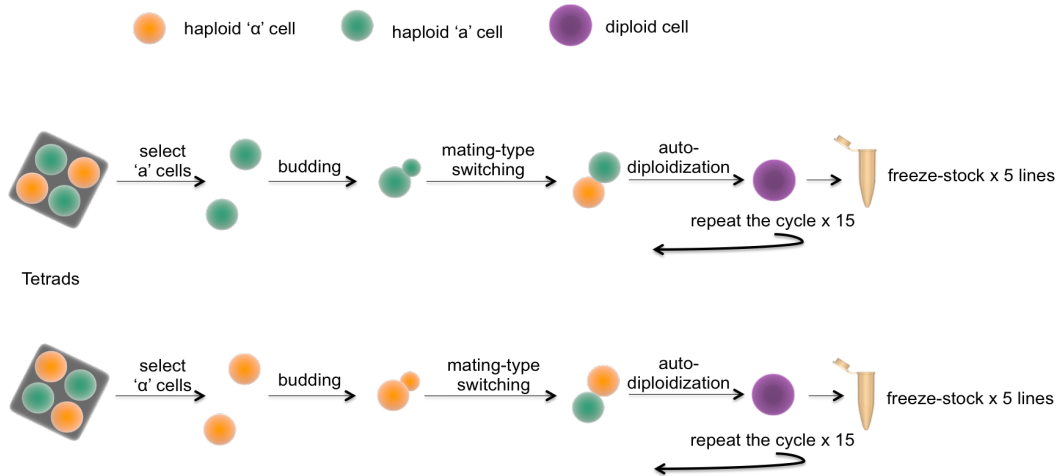 haploid ‘α’ cell
haploid ‘a’ cell
diploid cell
select
‘a’ cells
budding
mating-type
switching
auto-
diploidization
freeze-stock x 5 lines
repeat the cycle x 15
Tetrads
select
‘α’ cells
budding
mating-type
switching
auto-
diploidization
freeze-stock x 5 lines
repeat the cycle x 15